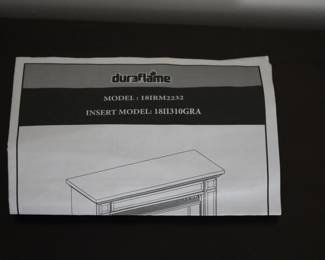 duraflame
MODEL : 18IRM2232
INSERT MODEL: 18II310GRA